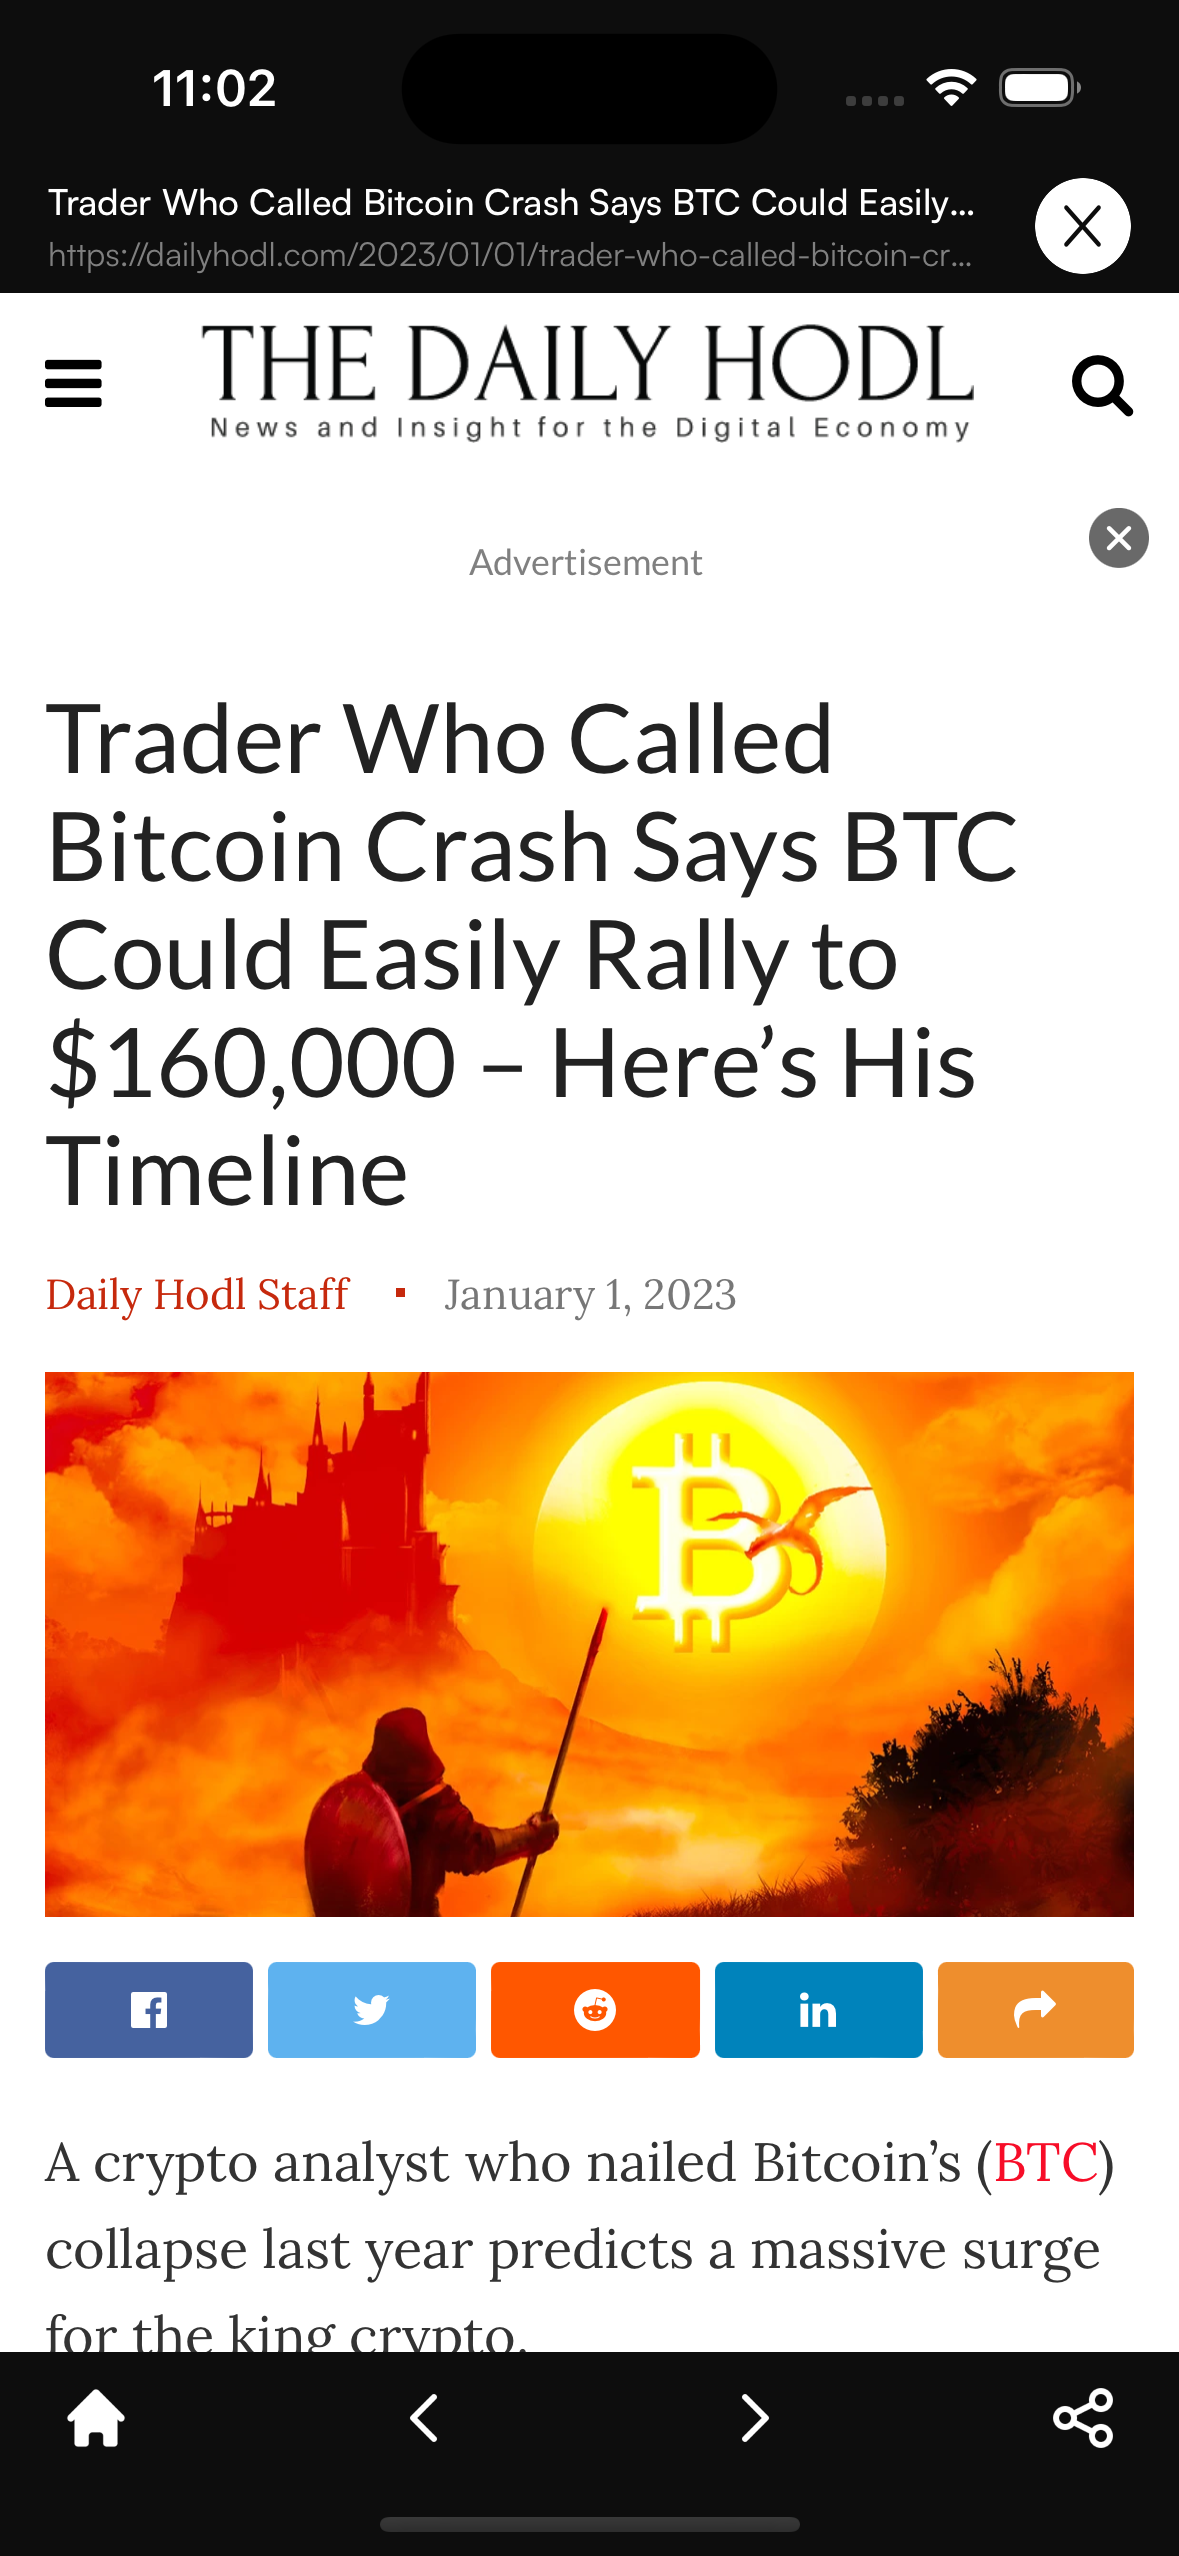 11:02
Trader Who Called Bitcoin Crash Says BTC Could Easily...
https://dailyhodl.com/2023/01/01/trader-who-called-bitcoin-cr...
THE DAILY HODL
News and Insight for the Digital Economy
Advertisement
Trader Who Called
Bitcoin Crash Says BTC
Could Easily Rally to
$160,000 – Here’s His
Timeline
Daily Hodl Staff ▪ January 1, 2023
A crypto analyst who nailed Bitcoin’s (BTC)
collapse last year predicts a massive surge
for the king crypto.